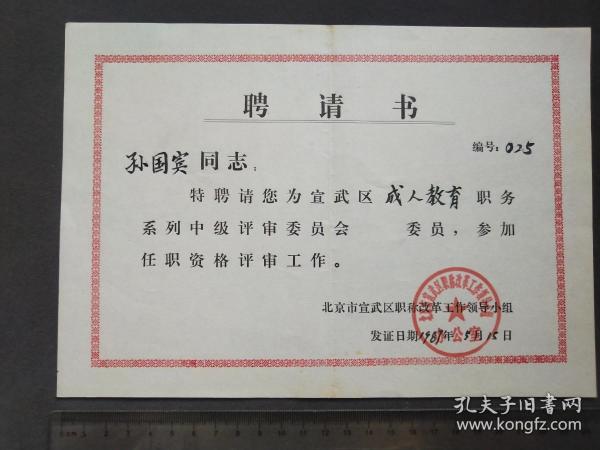 聘请书
编号:025
孙国宾同志:
特聘请您为宣武区成人教育职务
系列中级评审委员会 委员,参加
任职资格评审工作。
北京市宣武区职称改革工作领导小组
发证日期1987年5月15日
办公室
孔夫子旧书网
www.kongfz.com